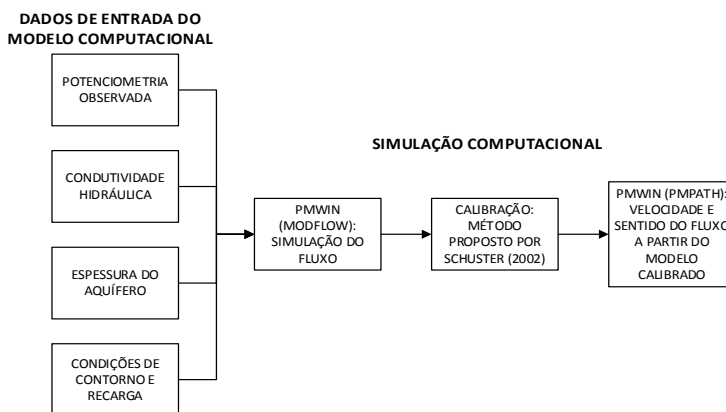 DADOS DE ENTRADA DO
MODELO COMPUTACIONAL
POTENCIOMETRIA
OBSERVADA
CONDUTIVIDADE
HIDRÁULICA
ESPESSURA DO
AQUÍFERO
CONDIÇÕES DE
CONTORNO E
RECARGA
SIMULAÇÃO COMPUTACIONAL
PMWIN
(MODFLOW):
SIMULAÇÃO DO
FLUXO
CALIBRAÇÃO:
MÉTODO
PROPOSTO POR
SCHUSTER (2002)
PMWIN (PMPATH):
VELOCIDADE E
SENTIDO DO FLUXO
A PARTIR DO
MODELO
CALIBRADO